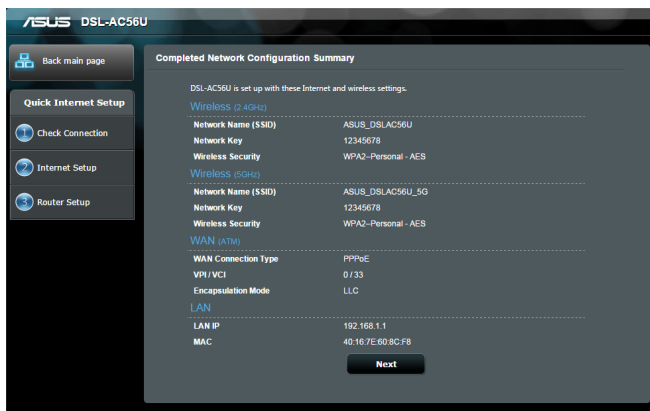 ASUS DSL-AC56U
Back main page
Quick Internet Setup
1 Check Connection
2 Internet Setup
3 Router Setup
Completed Network Configuration Summary
DSL-AC56U is set up with these Internet and wireless settings.
Wireless (2.4GHz)
Network Name (SSID) ASUS_DSLAC56U
Network Key 12345678
Wireless Security WPA2–Personal - AES
Wireless (5GHz)
Network Name (SSID) ASUS_DSLAC56U_5G
Network Key 12345678
Wireless Security WPA2–Personal - AES
WAN (ATM)
WAN Connection Type PPPoE
VPI / VCI 0 / 33
Encapsulation Mode LLC
LAN
LAN IP 192.168.1.1
MAC 40:16:7E:60:8C:F8
Next